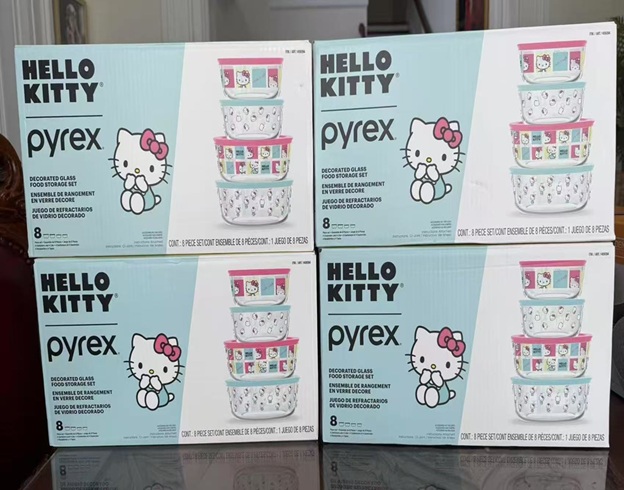 HELLO
KITTY®
pyrex®
DECORATED GLASS
FOOD STORAGE SET
ENSEMBLE DE RANGEMENT
EN VERRE DÉCORÉ
JUEGO DE REFRACTARIOS
DE VIDRIO DECORADO
8
CONT.: 8 PIECE SET/CONT ENSEMBLE DE 8 PIÈCES/CONT.: 1 JUEGO DE 8 PIEZAS
HELLO
KITTY®
pyrex®
DECORATED GLASS
FOOD STORAGE SET
ENSEMBLE DE RANGEMENT
EN VERRE DÉCORÉ
JUEGO DE REFRACTARIOS
DE VIDRIO DECORADO
8
CONT.: 8 PIECE SET/CONT ENSEMBLE DE 8 PIÈCES/CONT.: 1 JUEGO DE 8 PIEZAS
HELLO
KITTY®
pyrex®
DECORATED GLASS
FOOD STORAGE SET
ENSEMBLE DE RANGEMENT
EN VERRE DÉCORÉ
JUEGO DE REFRACTARIOS
DE VIDRIO DECORADO
8
CONT.: 8 PIECE SET/CONT ENSEMBLE DE 8 PIÈCES/CONT.: 1 JUEGO DE 8 PIEZAS
HELLO
KITTY®
pyrex®
DECORATED GLASS
FOOD STORAGE SET
ENSEMBLE DE RANGEMENT
EN VERRE DÉCORÉ
JUEGO DE REFRACTARIOS
DE VIDRIO DECORADO
8
CONT.: 8 PIECE SET/CONT ENSEMBLE DE 8 PIÈCES/CONT.: 1 JUEGO DE 8 PIEZAS